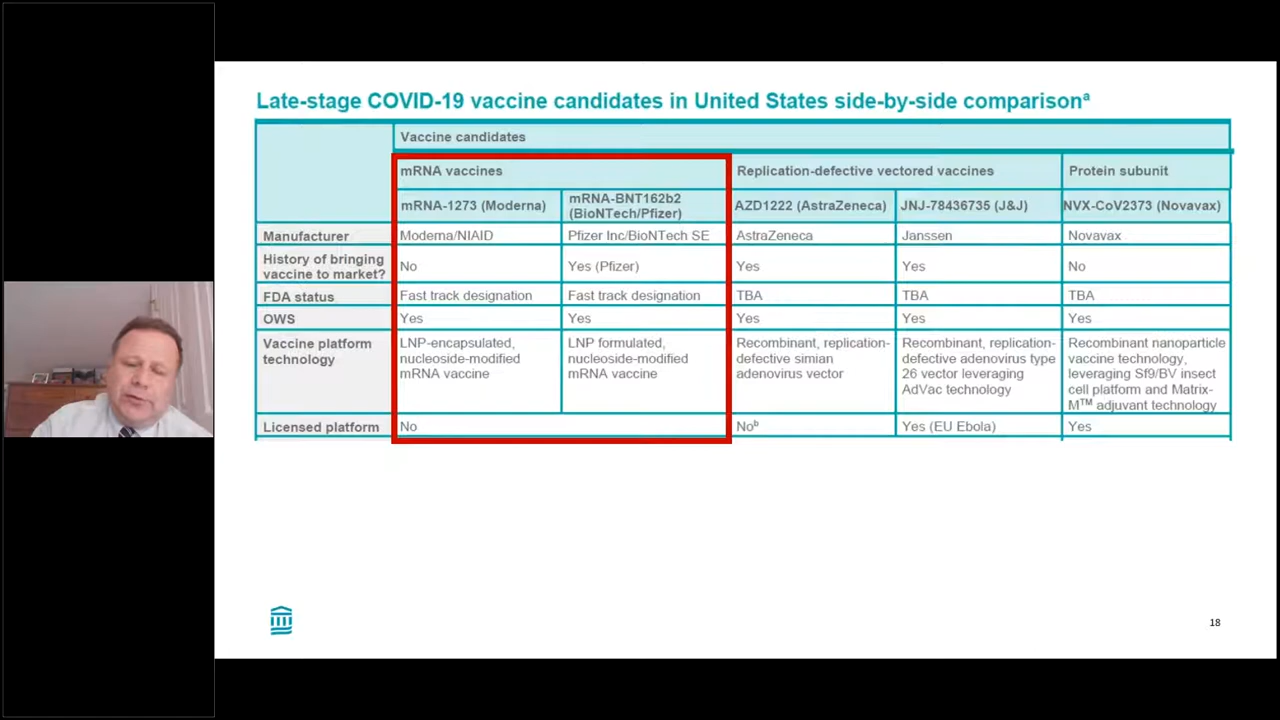 Late-stage COVID-19 vaccine candidates in United States side-by-side comparisonᵃ
Vaccine candidates
mRNA vaccines
Replication-defective vectored vaccines
Protein subunit
mRNA-1273 (Moderna)
mRNA-BNT162b2
(BioNTech/Pfizer)
AZD1222 (AstraZeneca)
JNJ-78436735 (J&J)
NVX-CoV2373 (Novavax)
Manufacturer
Moderna/NIAID
Pfizer Inc/BioNTech SE
AstraZeneca
Janssen
Novavax
History of bringing
vaccine to market?
No
Yes (Pfizer)
Yes
Yes
No
FDA status
Fast track designation
Fast track designation
TBA
TBA
TBA
OWS
Yes
Yes
Yes
Yes
Yes
Vaccine platform
technology
LNP-encapsulated,
nucleoside-modified
mRNA vaccine
LNP formulated,
nucleoside-modified
mRNA vaccine
Recombinant, replication-
defective simian
adenovirus vector
Recombinant, replication-
defective adenovirus type
26 vector leveraging
AdVac technology
Recombinant nanoparticle
vaccine technology,
leveraging Sf9/BV insect
cell platform and Matrix-
M™ adjuvant technology
Licensed platform
No
Noᵇ
Yes (EU Ebola)
Yes
18